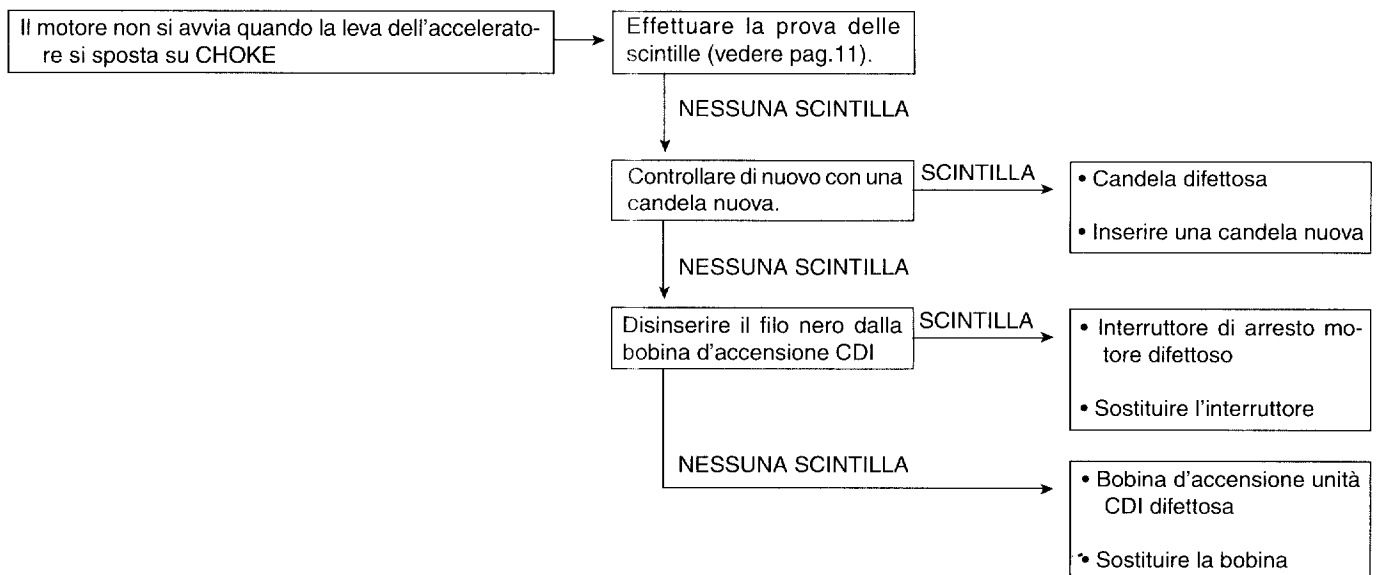 Il motore non si avvia quando la leva dell'accelerato-
re si sposta su CHOKE
Effettuare la prova delle
scintille (vedere pag.11).
NESSUNA SCINTILLA
Controllare di nuovo con una
candela nuova.
SCINTILLA
• Candela difettosa
• Inserire una candela nuova
NESSUNA SCINTILLA
Disinserire il filo nero dalla
bobina d'accensione CDI
SCINTILLA
• Interruttore di arresto mo-
tore difettoso
• Sostituire l'interruttore
NESSUNA SCINTILLA
• Bobina d'accensione unità
CDI difettosa
• Sostituire la bobina